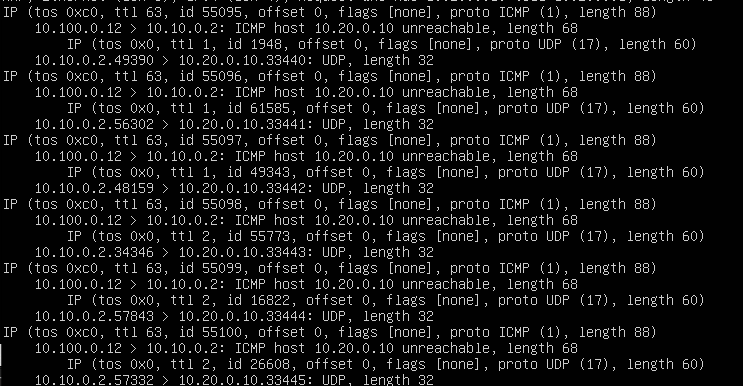 IP (tos 0xc0, ttl 63, id 55095, offset 0, flags [none], proto ICMP (1), length 88)
10.100.0.12 > 10.10.0.2: ICMP host 10.20.0.10 unreachable, length 68
IP (tos 0x0, ttl 1, id 1948, offset 0, flags [none], proto UDP (17), length 60)
10.10.0.2.49390 > 10.20.0.10.33440: UDP, length 32
IP (tos 0xc0, ttl 63, id 55096, offset 0, flags [none], proto ICMP (1), length 88)
10.100.0.12 > 10.10.0.2: ICMP host 10.20.0.10 unreachable, length 68
IP (tos 0x0, ttl 1, id 61585, offset 0, flags [none], proto UDP (17), length 60)
10.10.0.2.56302 > 10.20.0.10.33441: UDP, length 32
IP (tos 0xc0, ttl 63, id 55097, offset 0, flags [none], proto ICMP (1), length 88)
10.100.0.12 > 10.10.0.2: ICMP host 10.20.0.10 unreachable, length 68
IP (tos 0x0, ttl 1, id 49343, offset 0, flags [none], proto UDP (17), length 60)
10.10.0.2.48159 > 10.20.0.10.33442: UDP, length 32
IP (tos 0xc0, ttl 63, id 55098, offset 0, flags [none], proto ICMP (1), length 88)
10.100.0.12 > 10.10.0.2: ICMP host 10.20.0.10 unreachable, length 68
IP (tos 0x0, ttl 2, id 55773, offset 0, flags [none], proto UDP (17), length 60)
10.10.0.2.34346 > 10.20.0.10.33443: UDP, length 32
IP (tos 0xc0, ttl 63, id 55099, offset 0, flags [none], proto ICMP (1), length 88)
10.100.0.12 > 10.10.0.2: ICMP host 10.20.0.10 unreachable, length 68
IP (tos 0x0, ttl 2, id 16822, offset 0, flags [none], proto UDP (17), length 60)
10.10.0.2.57843 > 10.20.0.10.33444: UDP, length 32
IP (tos 0xc0, ttl 63, id 55100, offset 0, flags [none], proto ICMP (1), length 88)
10.100.0.12 > 10.10.0.2: ICMP host 10.20.0.10 unreachable, length 68
IP (tos 0x0, ttl 2, id 26608, offset 0, flags [none], proto UDP (17), length 60)
10.10.0.2.57332 > 10.20.0.10.33445: UDP, length 32